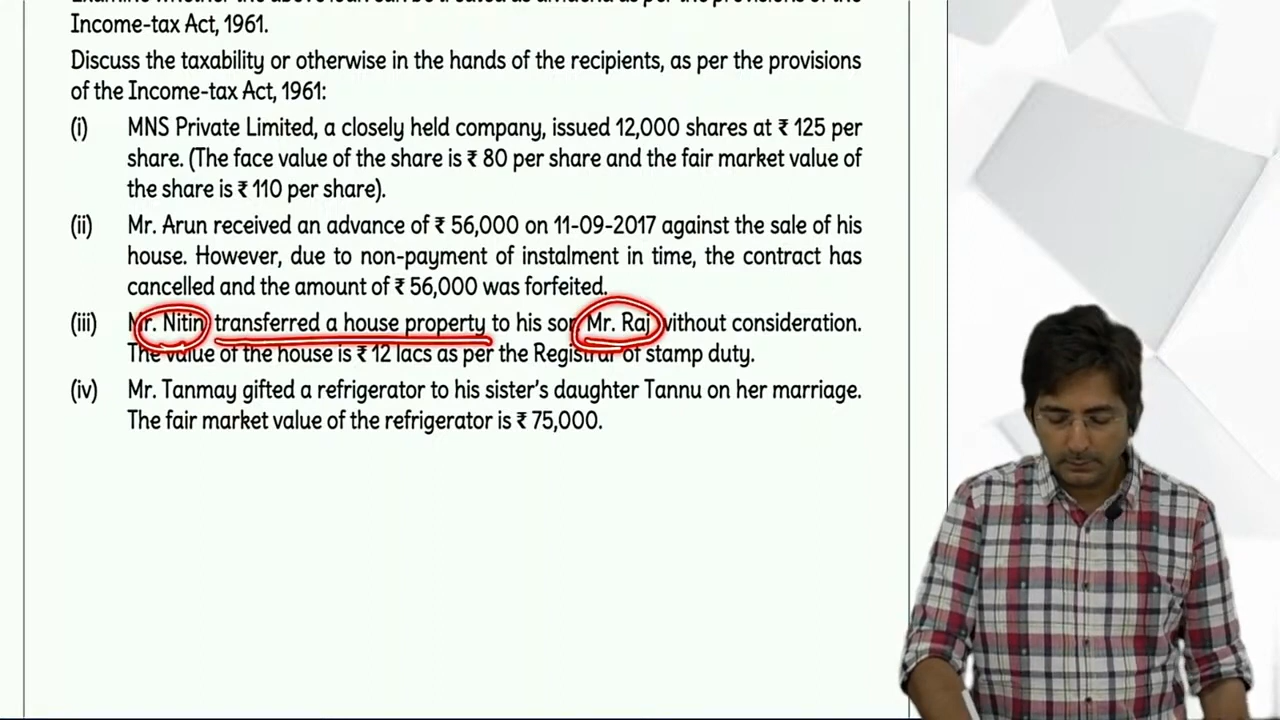 Income-tax Act, 1961.
Discuss the taxability or otherwise in the hands of the recipients, as per the provisions
of the Income-tax Act, 1961:
(i) MNS Private Limited, a closely held company, issued 12,000 shares at ₹ 125 per
share. (The face value of the share is ₹ 80 per share and the fair market value of
the share is ₹ 110 per share).
(ii) Mr. Arun received an advance of ₹ 56,000 on 11-09-2017 against the sale of his
house. However, due to non-payment of instalment in time, the contract has
cancelled and the amount of ₹ 56,000 was forfeited.
(iii) Mr. Nitin transferred a house property to his son Mr. Raj without consideration.
The value of the house is ₹ 12 lacs as per the Registrar of stamp duty.
(iv) Mr. Tanmay gifted a refrigerator to his sister's daughter Tannu on her marriage.
The fair market value of the refrigerator is ₹ 75,000.